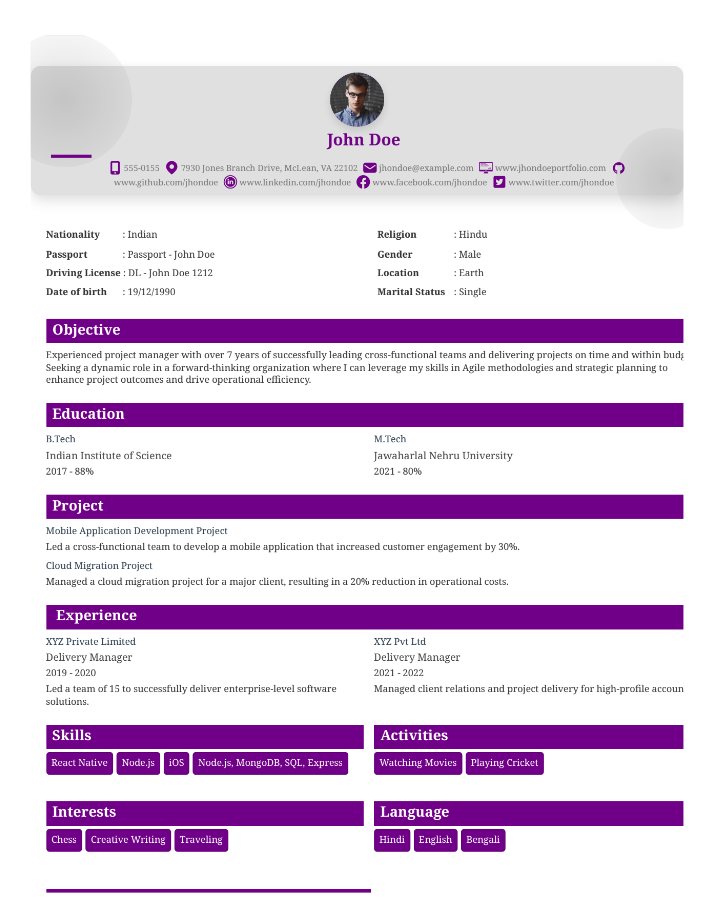 John Doe
555-0155 7930 Jones Branch Drive, McLean, VA 22102 jhondoe@example.com www.jhondoeportfolio.com
www.github.com/jhondoe www.linkedin.com/jhondoe www.facebook.com/jhondoe www.twitter.com/jhondoe
Nationality : Indian
Religion : Hindu
Passport : Passport - John Doe
Gender : Male
Driving License : DL - John Doe 1212
Location : Earth
Date of birth : 19/12/1990
Marital Status : Single
Objective
Experienced project manager with over 7 years of successfully leading cross-functional teams and delivering projects on time and within
Seeking a dynamic role in a forward-thinking organization where I can leverage my skills in Agile methodologies and strategic planning to
enhance project outcomes and drive operational efficiency.
Education
B.Tech
Indian Institute of Science
2017 - 88%
M.Tech
Jawaharlal Nehru University
2021 - 80%
Project
Mobile Application Development Project
Led a cross-functional team to develop a mobile application that increased customer engagement by 30%.
Cloud Migration Project
Managed a cloud migration project for a major client, resulting in a 20% reduction in operational costs.
Experience
XYZ Private Limited
Delivery Manager
2019 - 2020
Led a team of 15 to successfully deliver enterprise-level software
solutions.
XYZ Pvt Ltd
Delivery Manager
2021 - 2022
Managed client relations and project delivery for high-profile accoun
Skills
React Native Node.js iOS Node.js, MongoDB, SQL, Express
Activities
Watching Movies Playing Cricket
Interests
Chess Creative Writing Traveling
Language
Hindi English Bengali